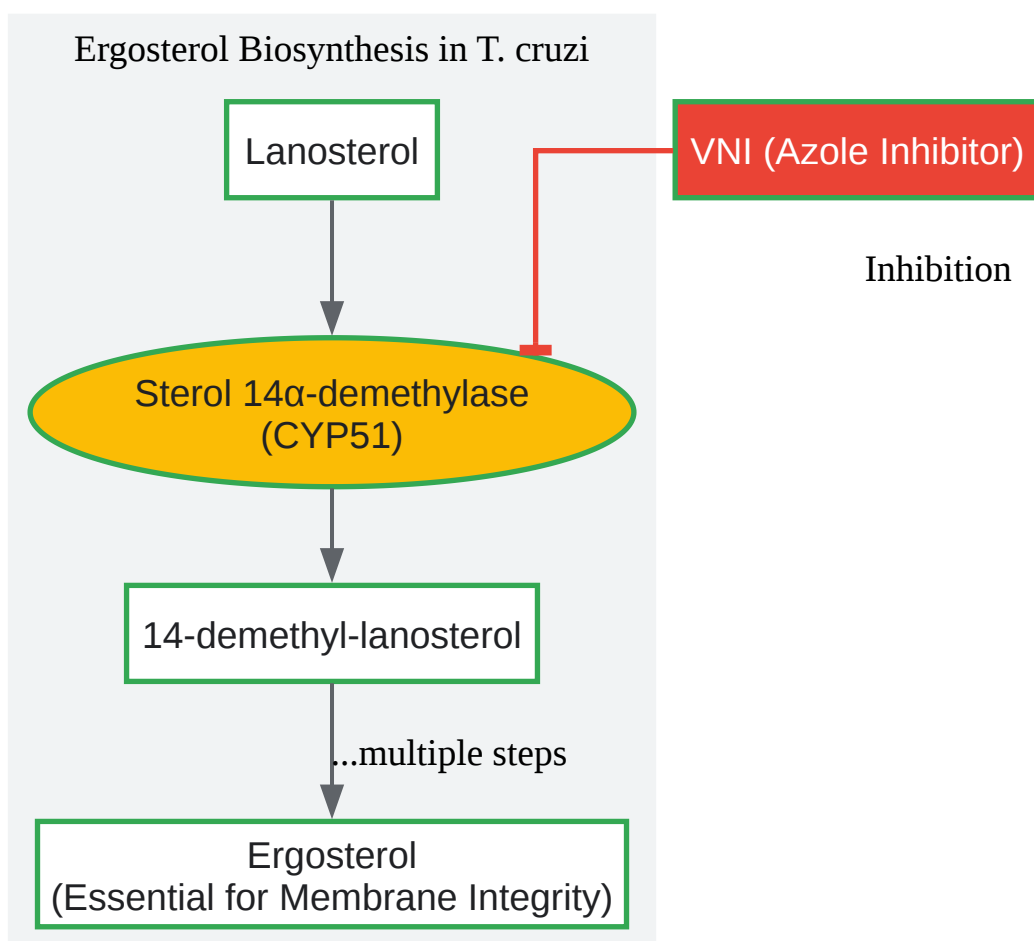 Ergosterol Biosynthesis in T. cruzi
Lanosterol
VNI (Azole Inhibitor)
Inhibition
Sterol 14α-demethylase
(CYP51)
14-demethyl-lanosterol
...multiple steps
Ergosterol
(Essential for Membrane Integrity)